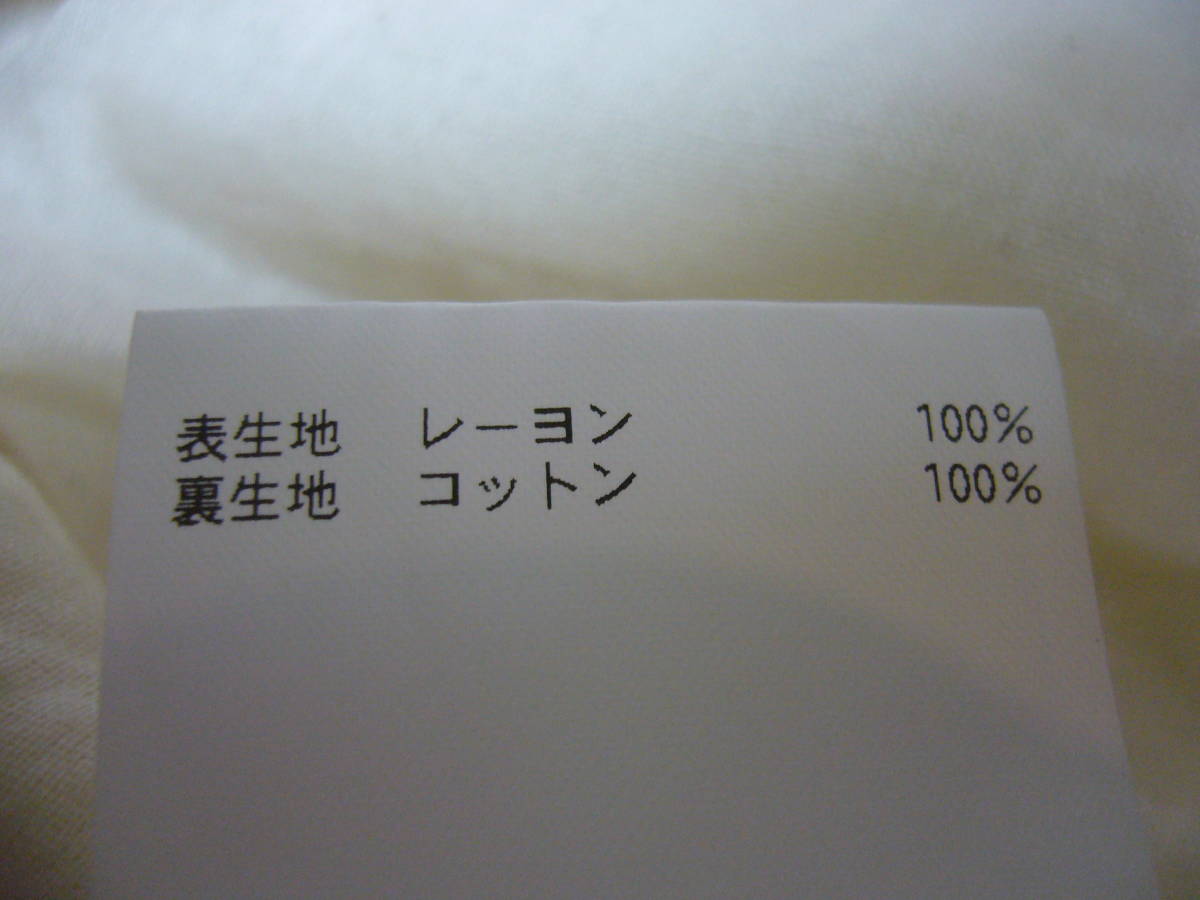 表生地 レーヨン 100%
裏生地 コットン 100%